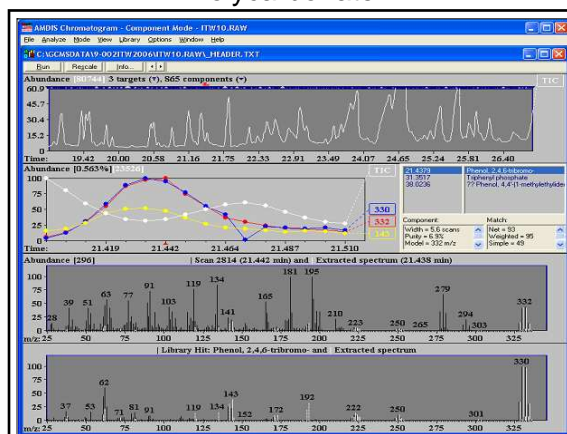 AMDIS Chromatogram - Component Mode - ITW10.RAW
File Analyze Mode View Library Options Window Help
C:\GCMSDATA\9-002ITW2006\ITW10.RAW\_HEADER.TXT
Run Rescale Info...
Abundance [80744] 3 targets (▾), 865 components (▾) TIC
60.9
45.7
30.4
15.2
0
Time: 19.42 20.00 20.58 21.16 21.75 22.33 22.91 23.49 24.07 24.65 25.23 25.81 26.40
Abundance [0.563%] [23526] TIC
100
75
50
25
0
330
332
143
Time: 21.419 21.442 21.464 21.487 21.510
21.4379 Phenol, 2,4,6-tribromo-
31.3517 Triphenyl phosphate
38.0236 ?? Phenol, 4,4'-(1-methylethylidene
Component: Match:
Width = 5.6 scans Net = 93
Purity = 6.9% Weighted = 95
Model = 332 m/z Simple = 49
Abundance [296] | Scan 2814 (21.442 min) and Extracted spectrum (21.438 min)
100
75
50
25
0
28 39 51 63 77 91 103 119 134 141 165 181 195 210 223 250 265 279 294 303 332
m/z: 25 50 75 100 125 150 175 200 225 250 275 300 325
| Library Hit: Phenol, 2,4,6-tribromo- and Extracted spectrum
100
75
50
25
0
37 53 62 71 81 91 119 134 143 152 172 192 222 250 301 330
m/z: 25 50 75 100 125 150 175 200 225 250 275 300 325